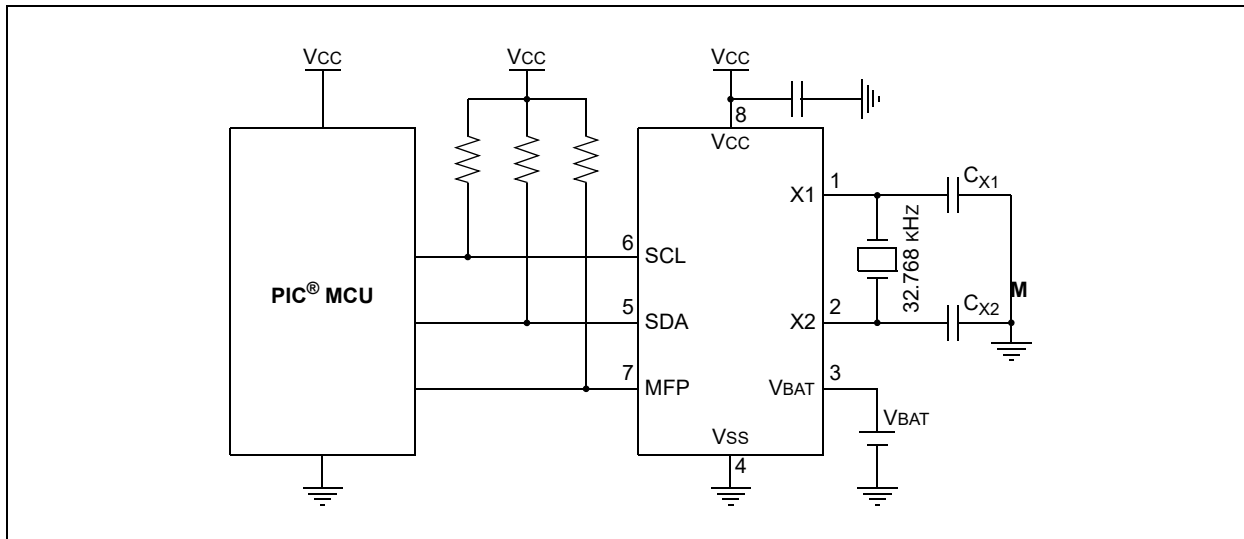 VCC
VCC
VCC
8
VCC
PIC® MCU
6
SCL
5
SDA
7
MFP
VSS
4
1
X1
CX1
32.768 кHz
M
2
X2
CX2
3
VBAT
VBAT